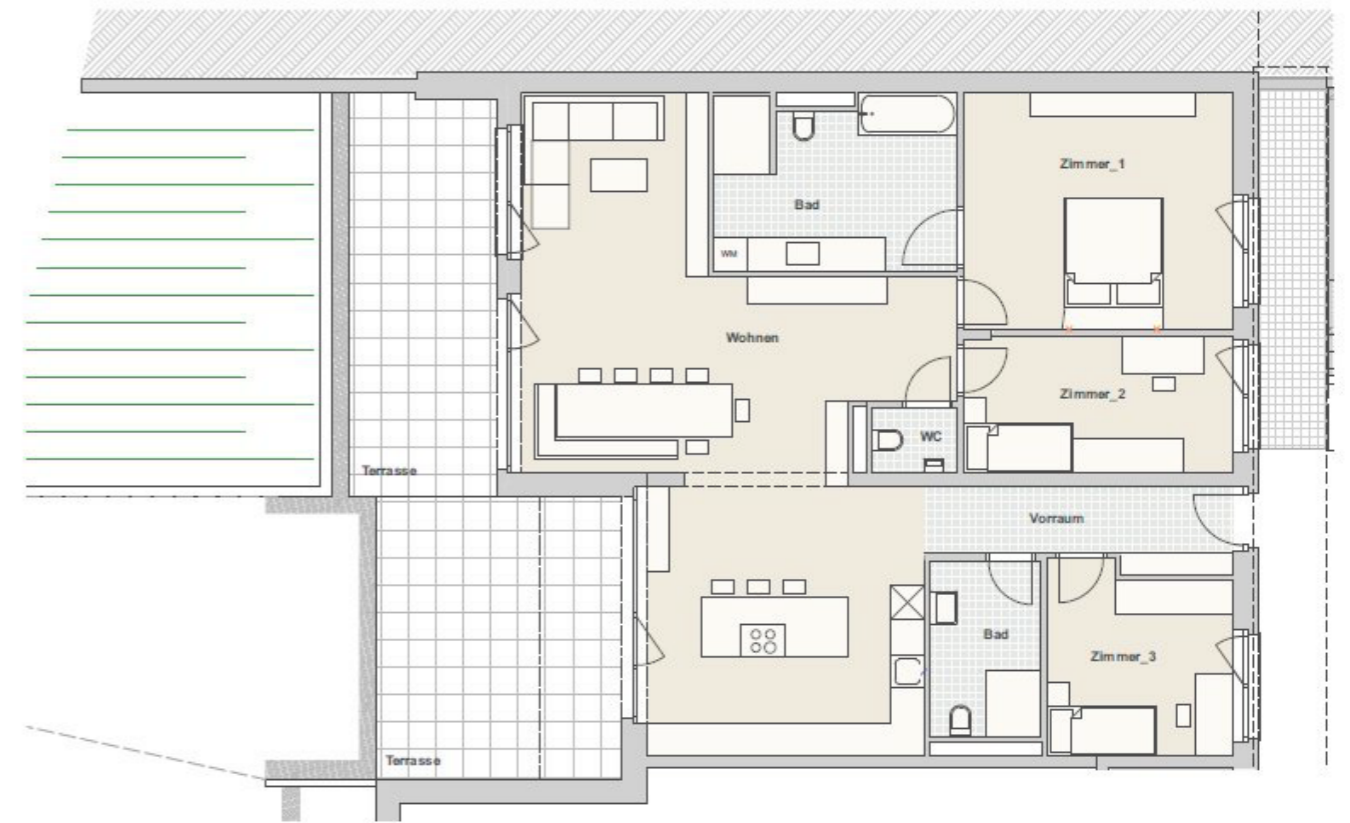 Zimmer_1
Bad
WM
Wohnen
Zimmer_2
WC
Terrasse
Vorraum
Bad
Zimmer_3
Terrasse